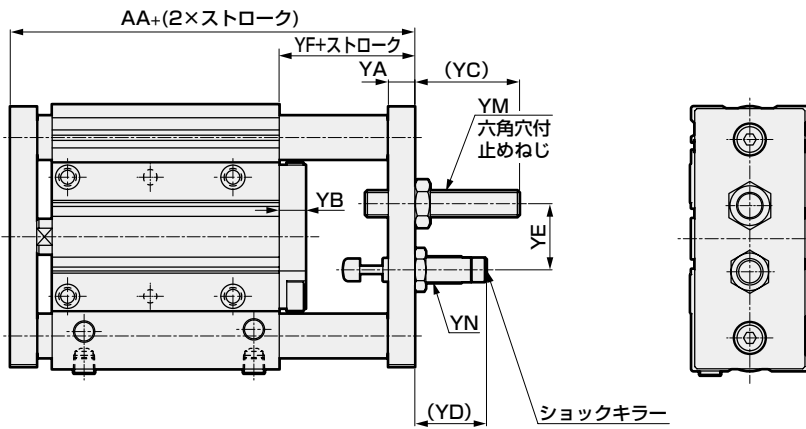 AA+(2×ストローク)
YF+ストローク
YA
(YC)
YM
六角穴付
止めねじ
YB
YE
YN
(YD)
ショックキラー